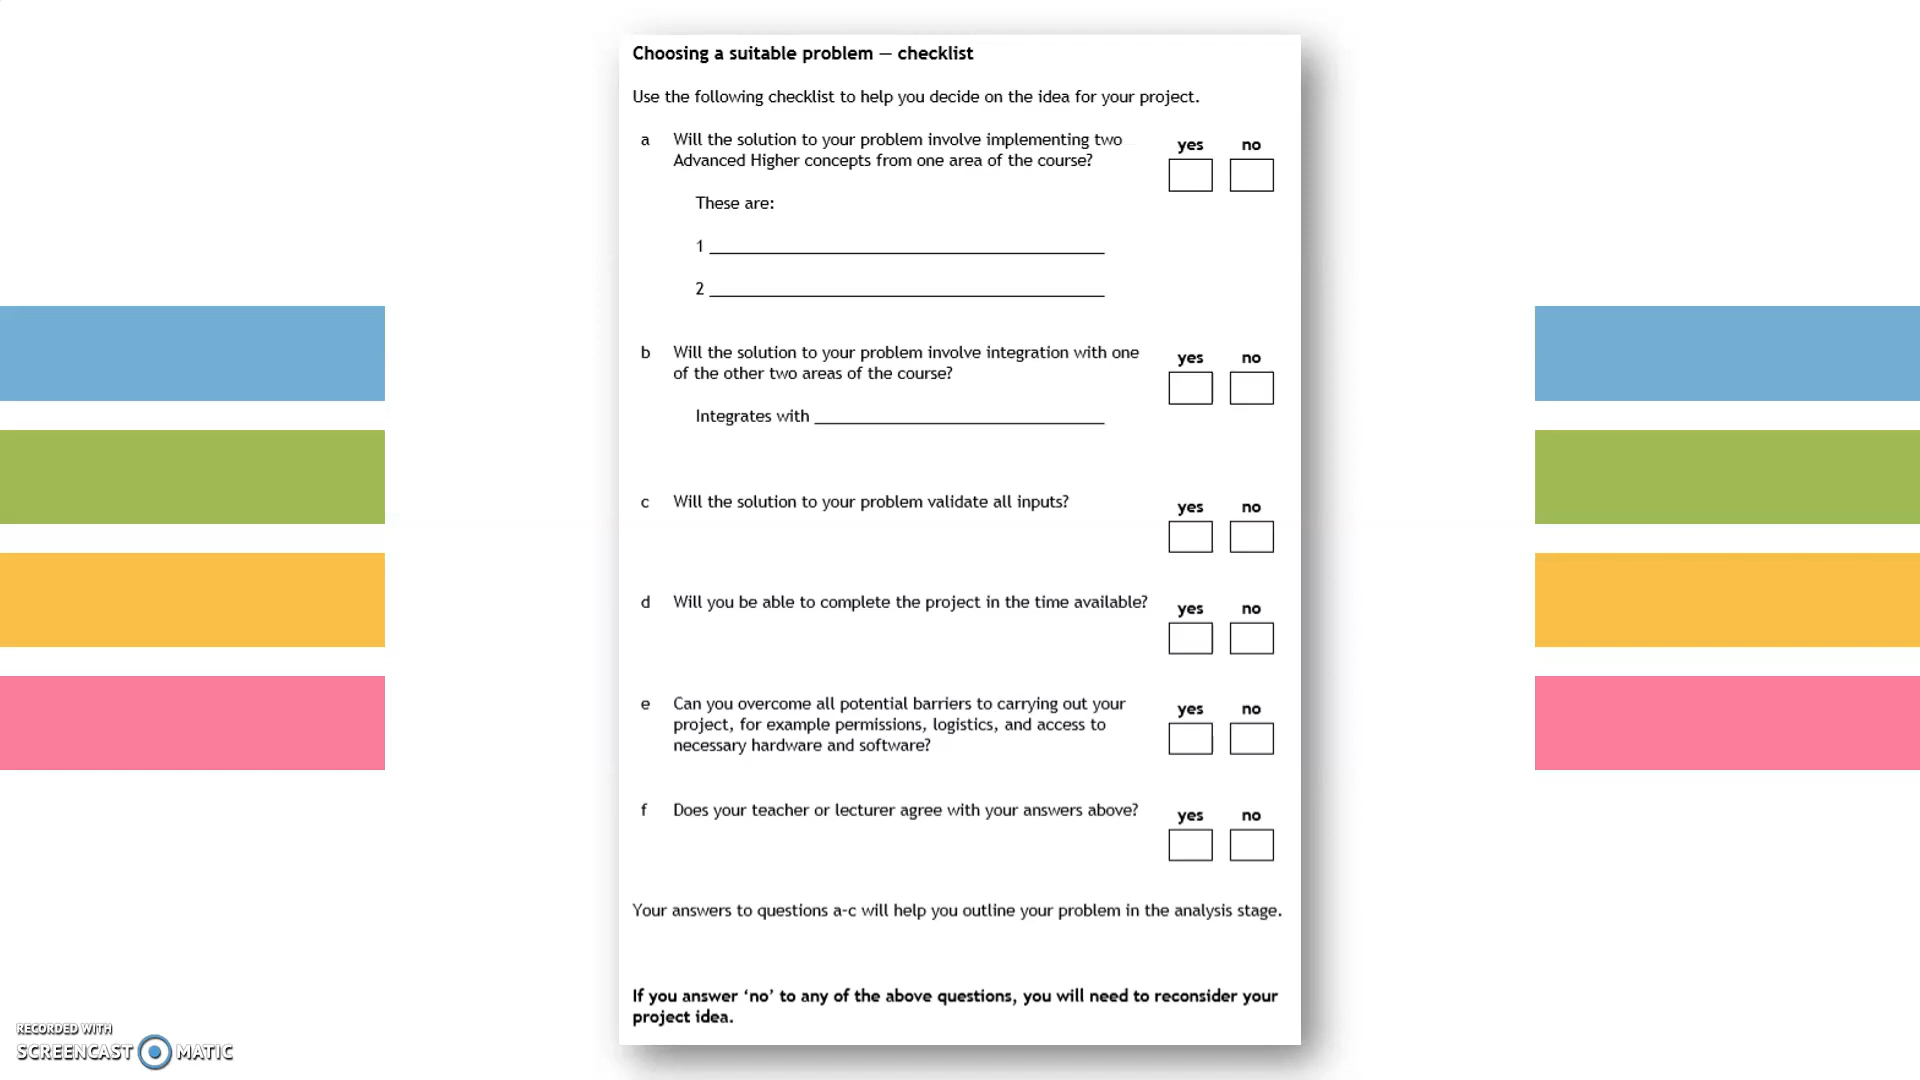 Choosing a suitable problem — checklist
Use the following checklist to help you decide on the idea for your project.
a Will the solution to your problem involve implementing two
Advanced Higher concepts from one area of the course?
yes no
These are:
1
2
b Will the solution to your problem involve integration with one
of the other two areas of the course?
yes no
Integrates with
c Will the solution to your problem validate all inputs?
yes no
d Will you be able to complete the project in the time available?
yes no
e Can you overcome all potential barriers to carrying out your
project, for example permissions, logistics, and access to
necessary hardware and software?
yes no
f Does your teacher or lecturer agree with your answers above?
yes no
Your answers to questions a-c will help you outline your problem in the analysis stage.
If you answer ‘no’ to any of the above questions, you will need to reconsider your
project idea.
RECORDED WITH
SCREENCAST MATIC